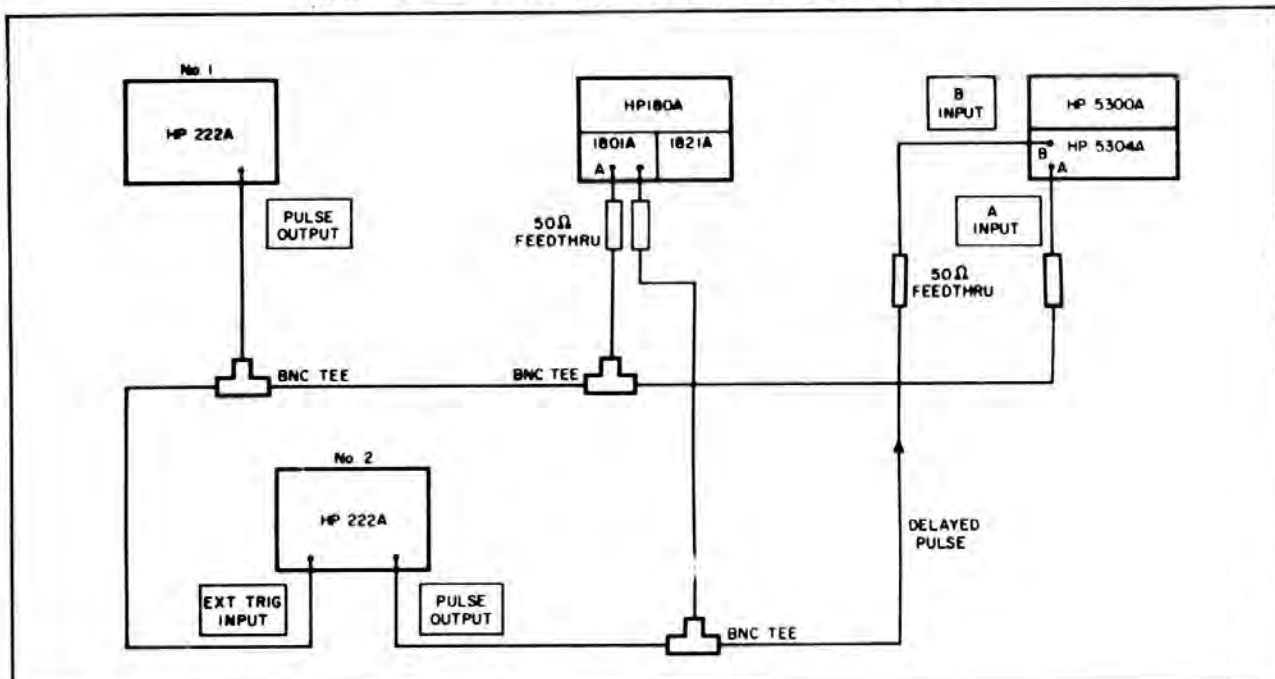 No 1
HP 222A
PULSE
OUTPUT
HP180A
1801A
1821A
A
50Ω
FEEDTHRU
B
INPUT
HP 5300A
HP 5304A
B
A
A
INPUT
50Ω
FEEDTHRU
BNC TEE
BNC TEE
No 2
HP 222A
EXT TRIG
INPUT
PULSE
OUTPUT
BNC TEE
DELAYED
PULSE